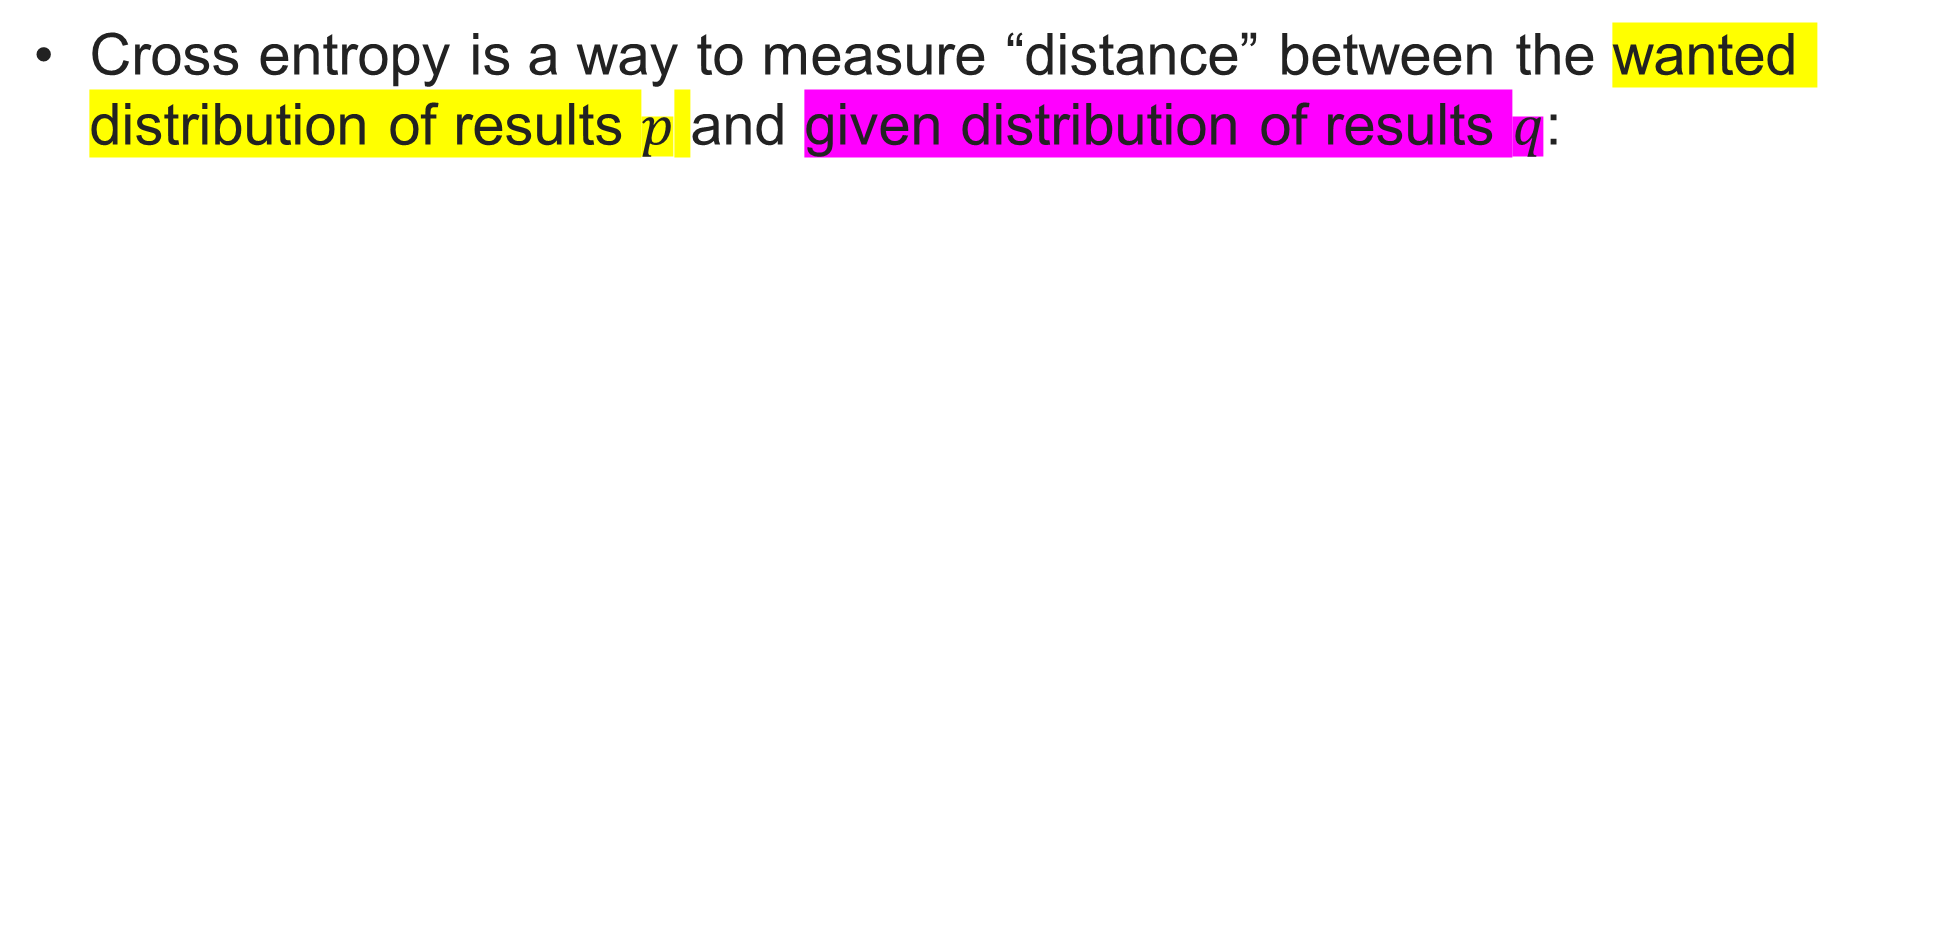 • Cross entropy is a way to measure “distance” between the wanted
distribution of results p and given distribution of results q: